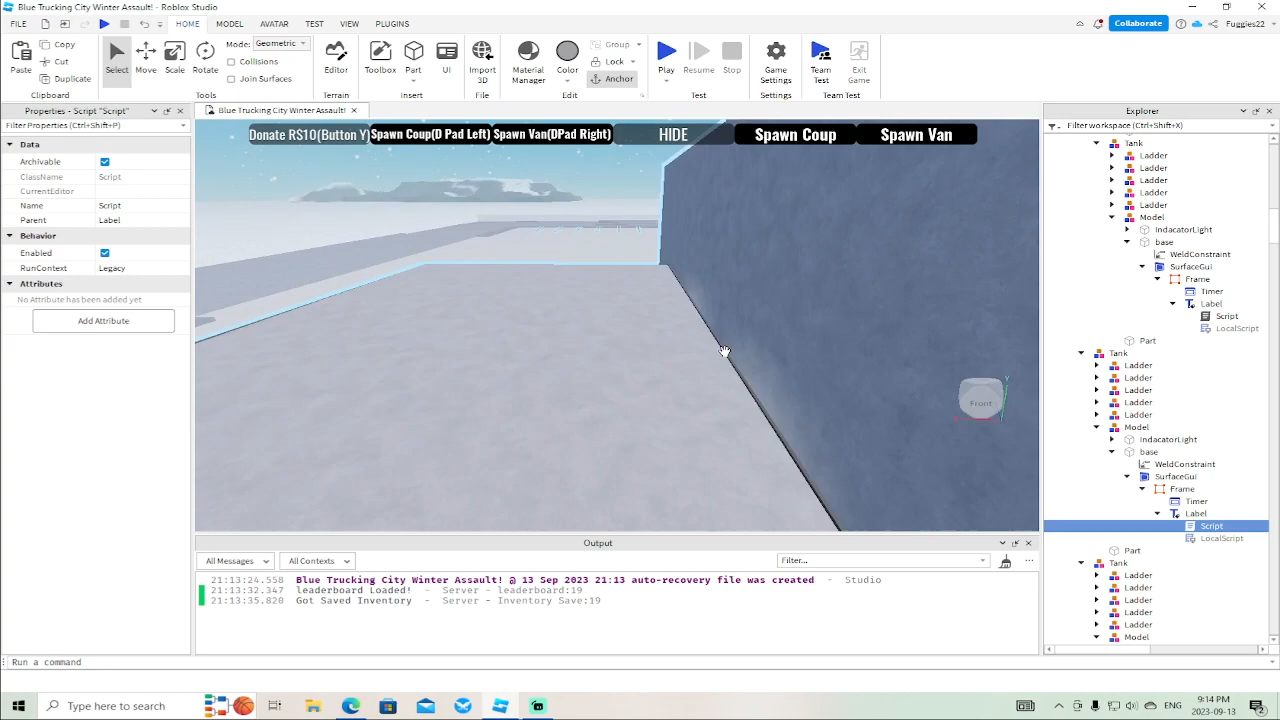 Blue Trucking City Winter Assault! - Roblox Studio
FILE HOME MODEL AVATAR TEST VIEW PLUGINS Collaborate Fuggies22
Paste Copy Cut Duplicate Clipboard
Select Move Scale Rotate Mode: Geometric Collisions Join Surfaces Tools
Editor Terrain
Toolbox Part UI Insert
Import 3D File
Material Manager Color Group Lock Anchor Edit
Play Resume Stop Test
Game Settings Settings
Team Test Exit Game Team Test
Properties - Script "Script"
Filter Properties (Ctrl+Shift+P)
Data
Archivable
ClassName Script
CurrentEditor
Name Script
Parent Label
Behavior
Enabled
RunContext Legacy
Attributes
No Attribute has been added yet
Add Attribute
Blue Trucking City Winter Assault!
Donate RS10(Button Y) Spawn Coup(D Pad Left) Spawn Van(DPad Right) HIDE Spawn Coup Spawn Van
Front
Y
Output
All Messages All Contexts Filter...
21:13:24.558 Blue Trucking City Winter Assault! @ 13 Sep 2023 21:13 auto-recovery file was created - Studio
21:13:32.347 leaderboard Loaded! - Server - leaderboard:19
21:13:35.820 Got Saved Inventory - Server - Inventory Save:19
Run a command
Explorer
Filter workspace (Ctrl+Shift+X)
Tank
Ladder
Ladder
Ladder
Ladder
Ladder
Model
IndacatorLight
base
WeldConstraint
SurfaceGui
Frame
Timer
Label
Script
LocalScript
Part
Tank
Ladder
Ladder
Ladder
Ladder
Ladder
Model
IndacatorLight
base
WeldConstraint
SurfaceGui
Frame
Timer
Label
Script
LocalScript
Part
Tank
Ladder
Ladder
Ladder
Ladder
Ladder
Model
Type here to search
ENG
9:14 PM
2023-09-13
2